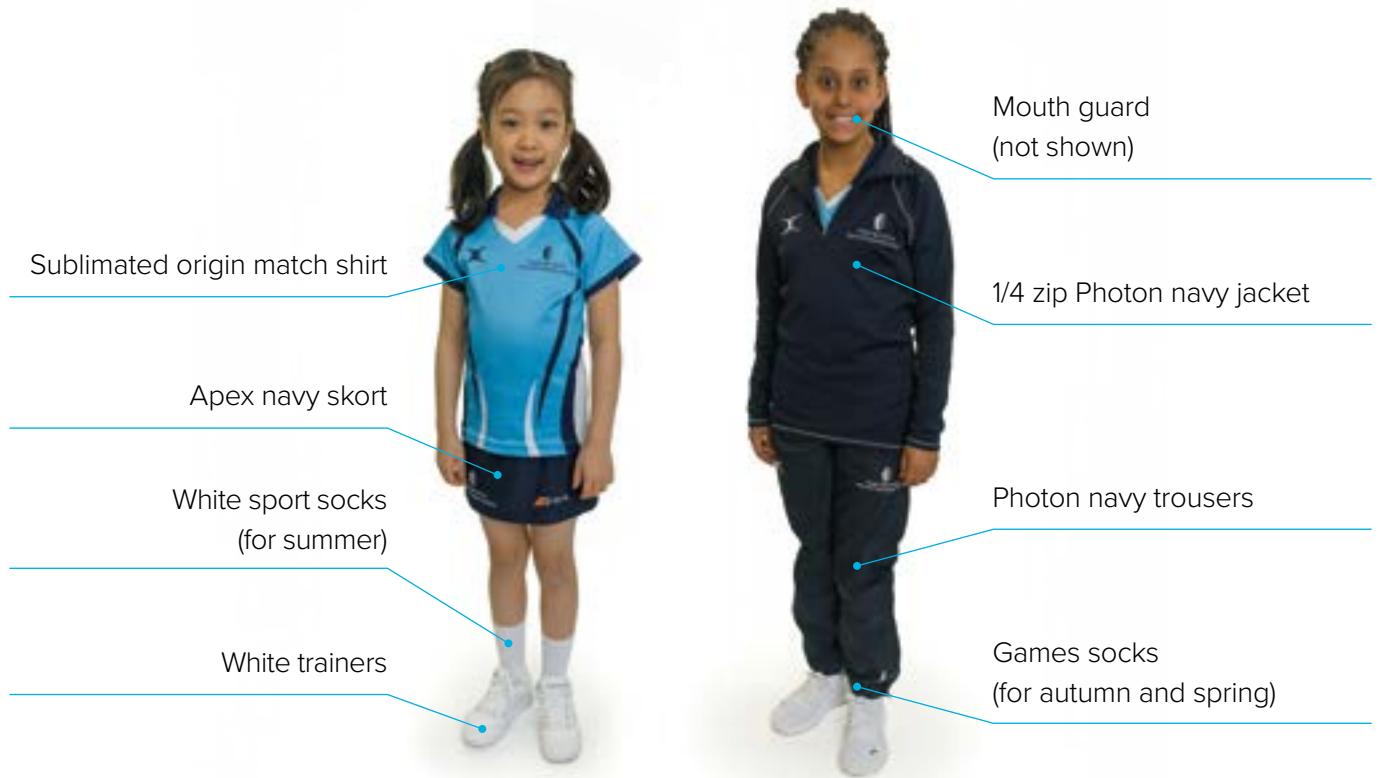 Sublimated origin match shirt
Apex navy skort
White sport socks
(for summer)
White trainers
Mouth guard
(not shown)
1/4 zip Photon navy jacket
Photon navy trousers
Games socks
(for autumn and spring)